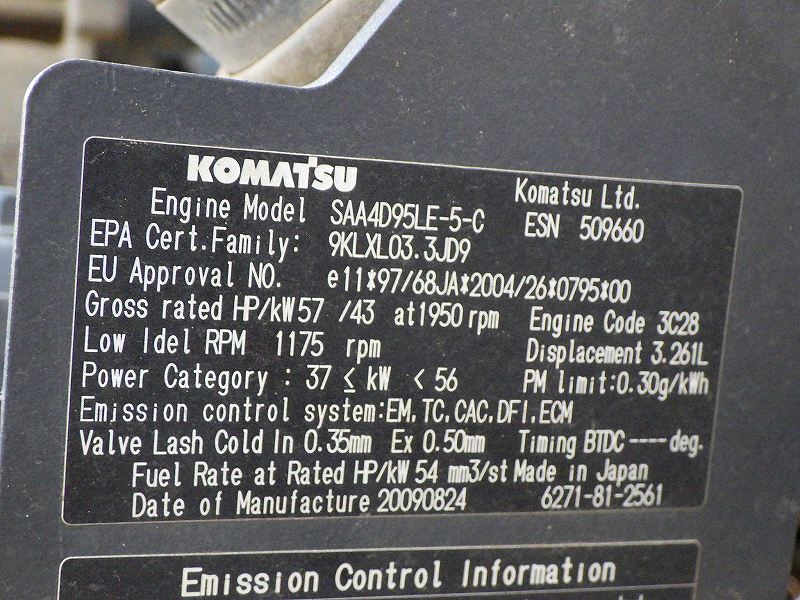 KOMATSU Komatsu Ltd.
Engine Model SAA4D95LE-5-C ESN 509660
EPA Cert.Family: 9KLXL03.3JD9
EU Approval NO. e11*97/68JA*2004/26*0795*00
Gross rated HP/kW 57 /43 at1950 rpm Engine Code 3C28
Low Idel RPM 1175 rpm Displacement 3.261L
Power Category : 37 ≤ kW < 56 PM limit:0.30g/kWh
Emission control system:EM,TC,CAC,DFI,ECM
Valve Lash Cold In 0.35mm Ex 0.50mm Timing BTDC ---- deg.
Fuel Rate at Rated HP/kW 54 mm3/st Made in Japan
Date of Manufacture 20090824 6271-81-2561
Emission Control Information